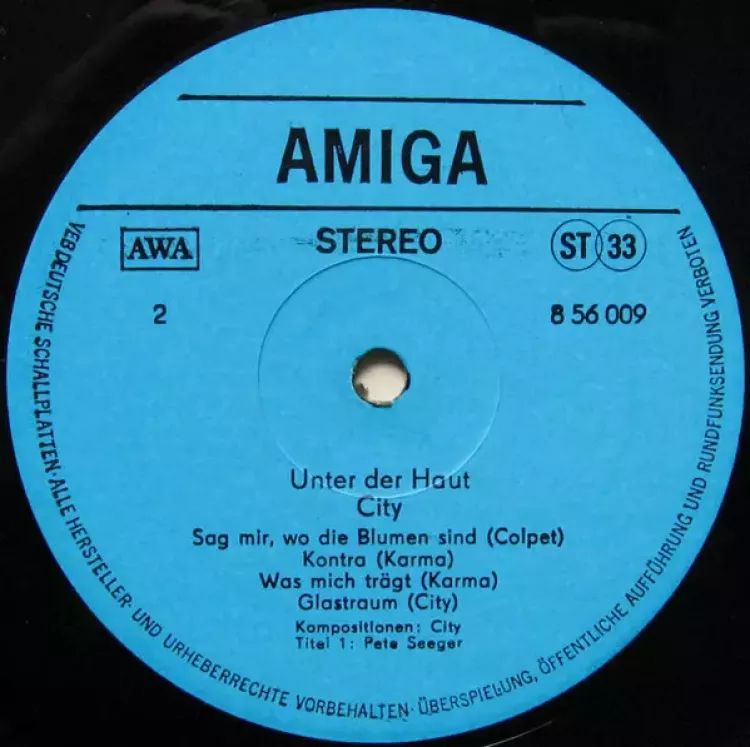 AMIGA
AWA
STEREO
ST 33
2
8 56 009
Unter der Haut
City
Sag mir, wo die Blumen sind (Colpet)
Kontra (Karma)
Was mich trägt (Karma)
Glastraum (City)
Kompositionen: City
Titel 1: Pete Seeger
VEB DEUTSCHE SCHALLPLATTEN · ALLE HERSTELLER- UND URHEBERRECHTE VORBEHALTEN · ÜBERSPIELUNG, ÖFFENTLICHE AUFFÜHRUNG UND RUNDFUNKSENDUNG VERBOTEN